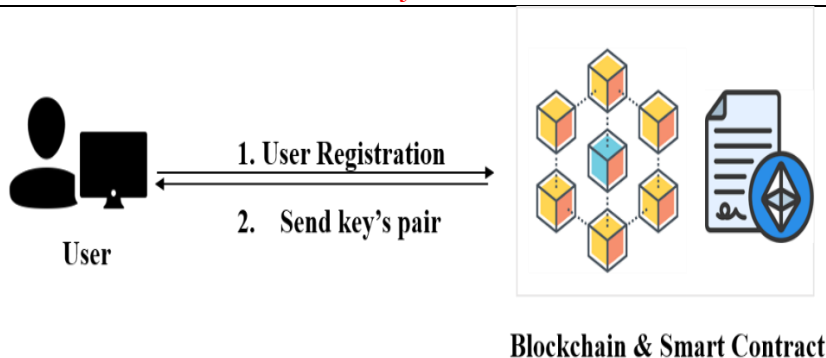 1. User Registration
2. Send key's pair
User
Blockchain & Smart Contract